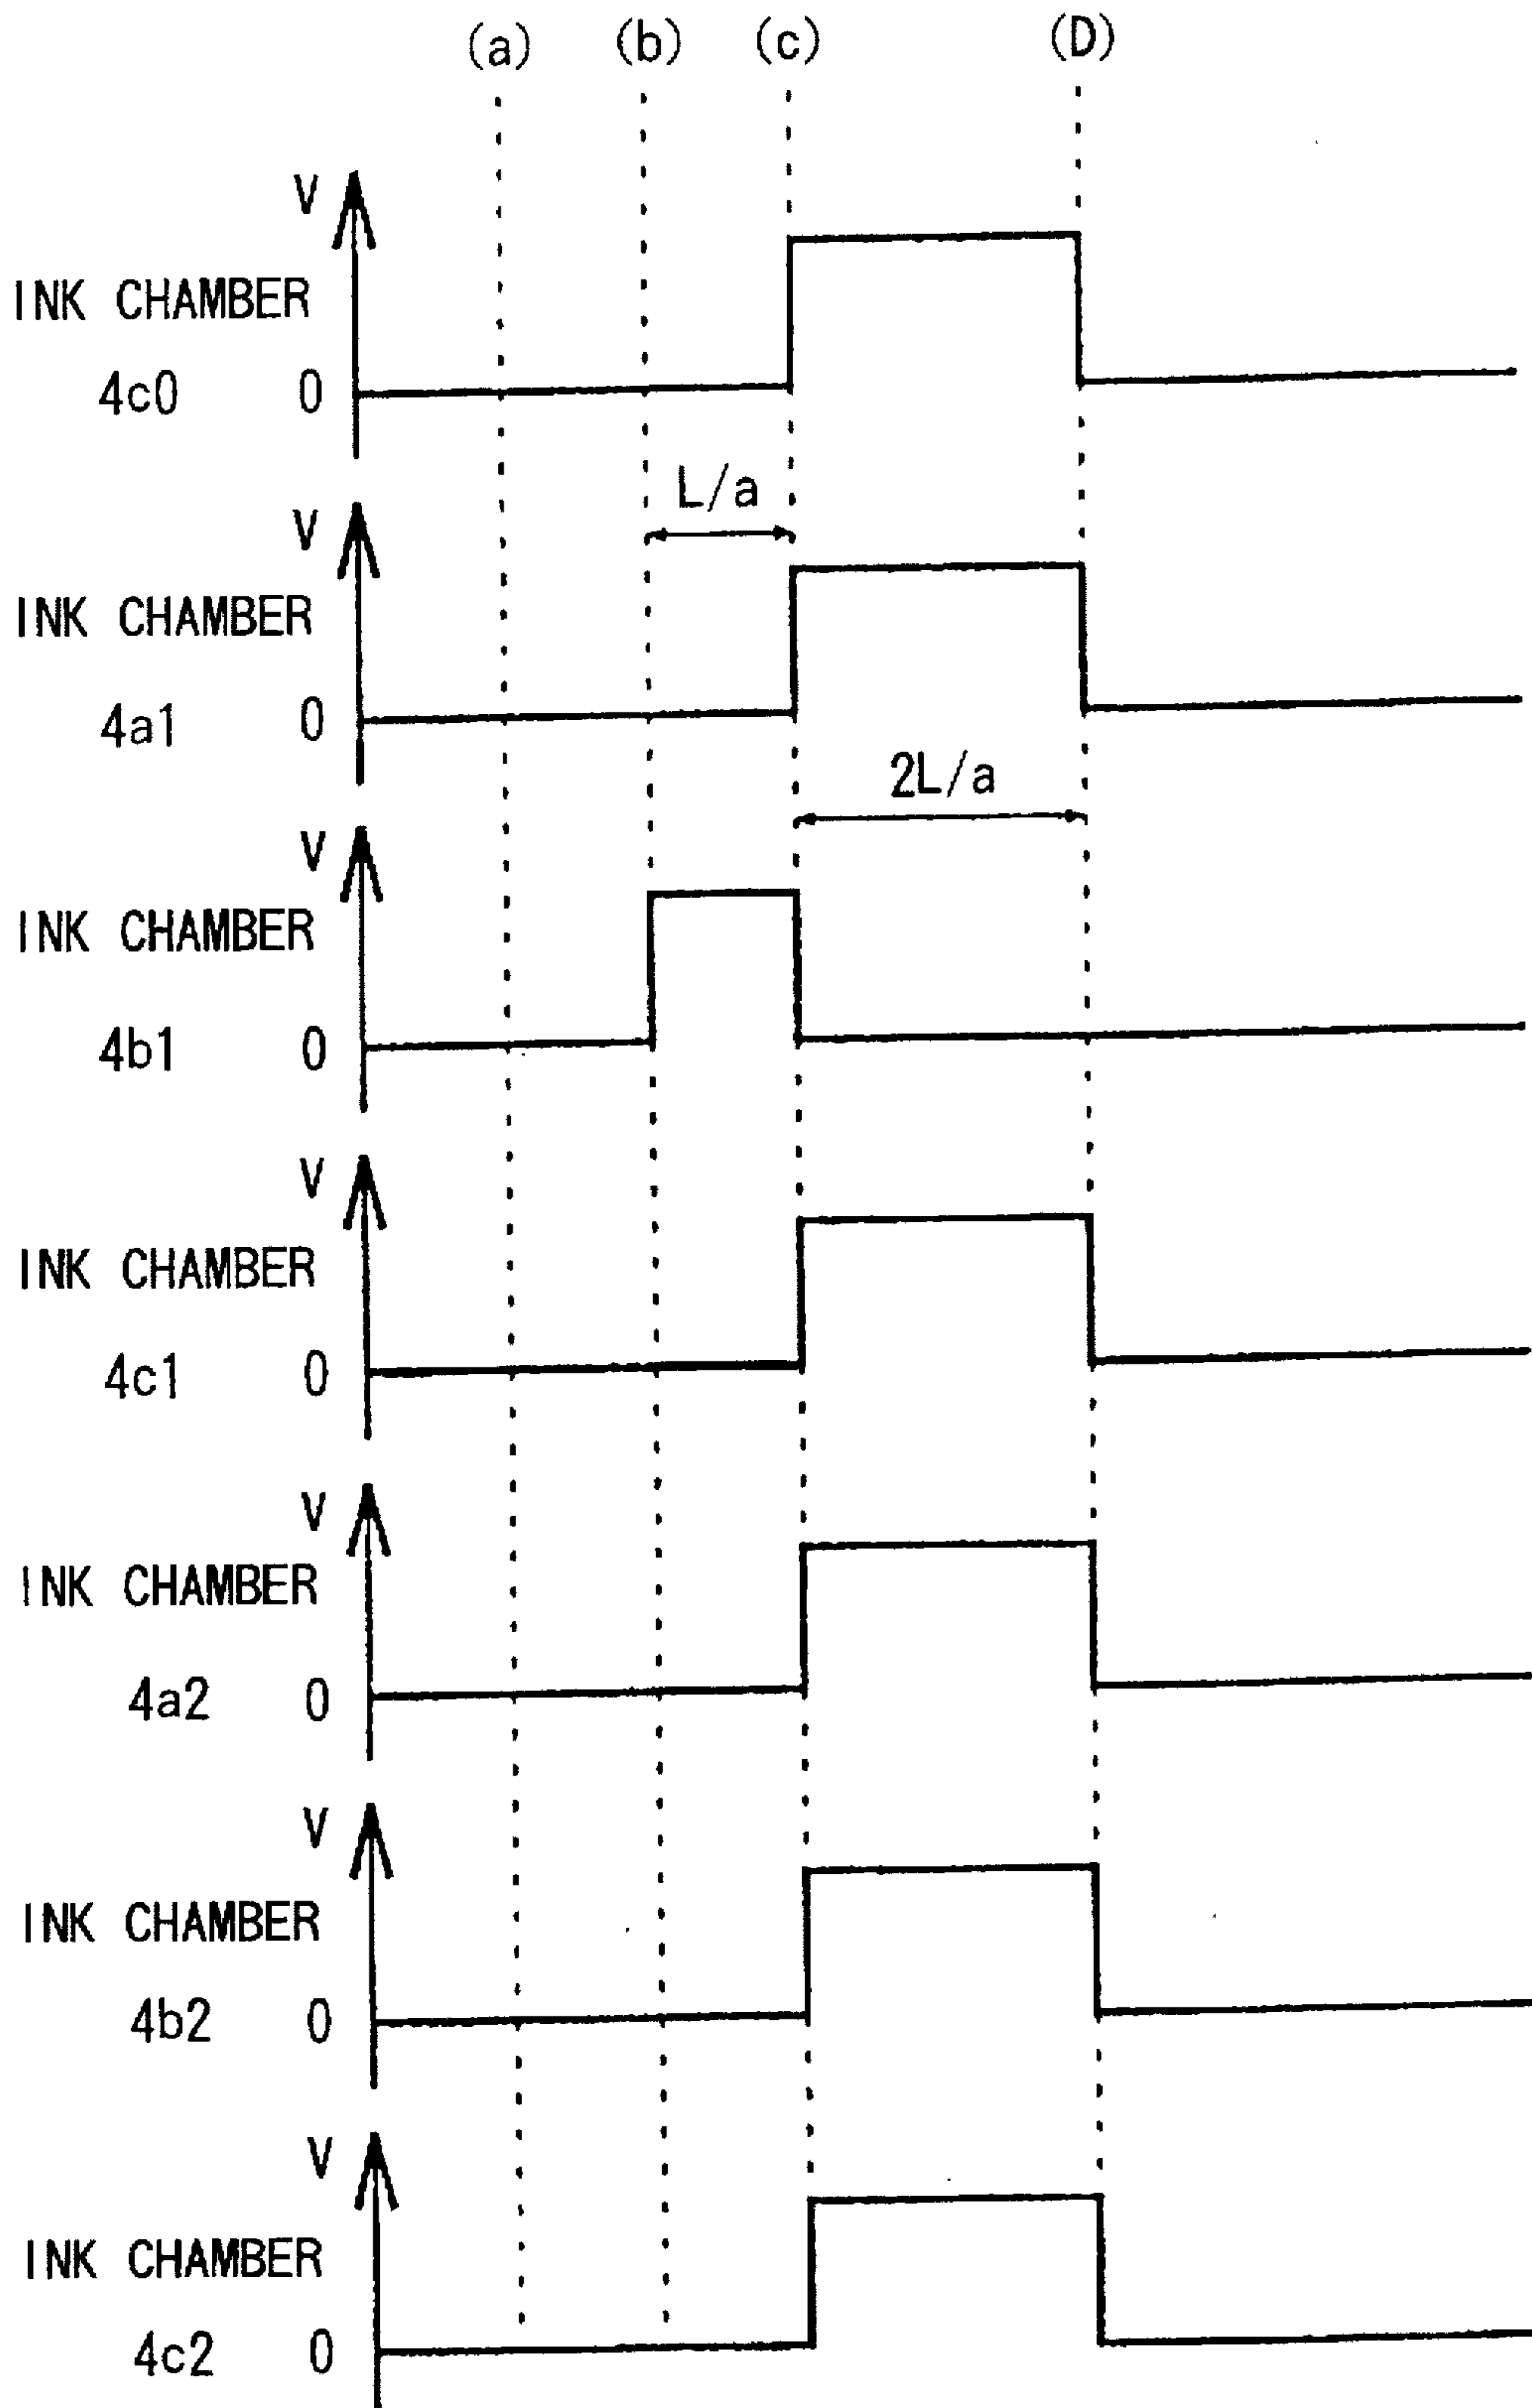 (a) (b) (c) (D)
V
INK CHAMBER
4c0 0
L/a
V
INK CHAMBER
4a1 0
2L/a
V
INK CHAMBER
4b1 0
V
INK CHAMBER
4c1 0
V
INK CHAMBER
4a2 0
V
INK CHAMBER
4b2 0
V
INK CHAMBER
4c2 0